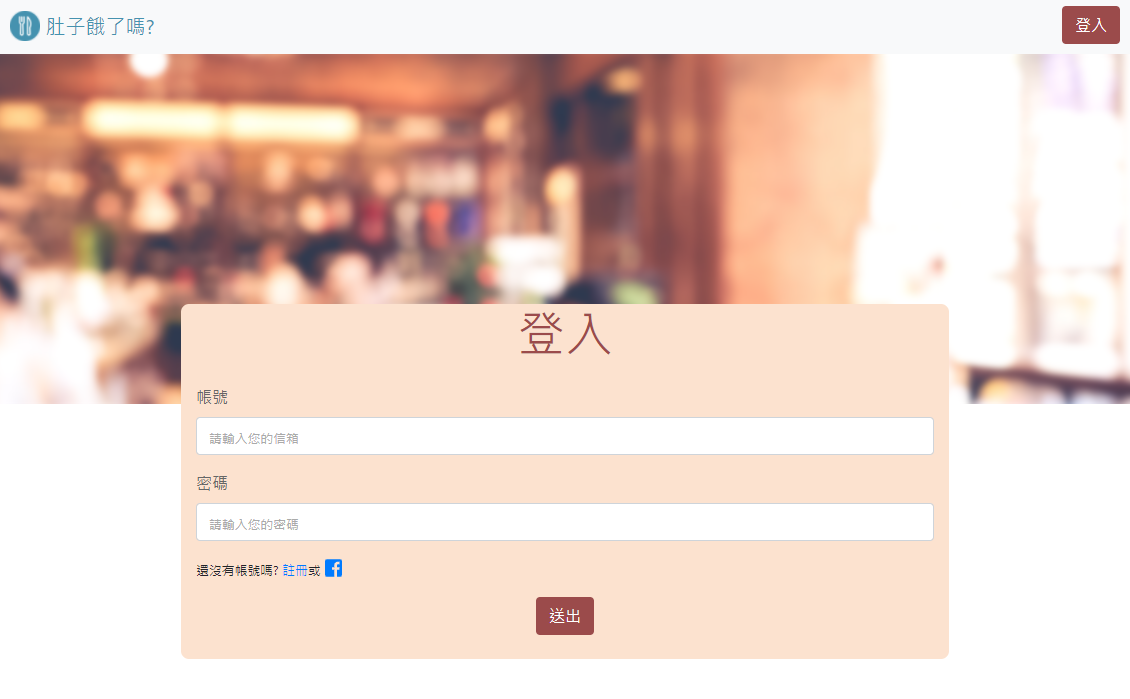 肚子餓了嗎?
登入
登入
帳號
請輸入您的信箱
密碼
請輸入您的密碼
還沒有帳號嗎? 註冊或
送出